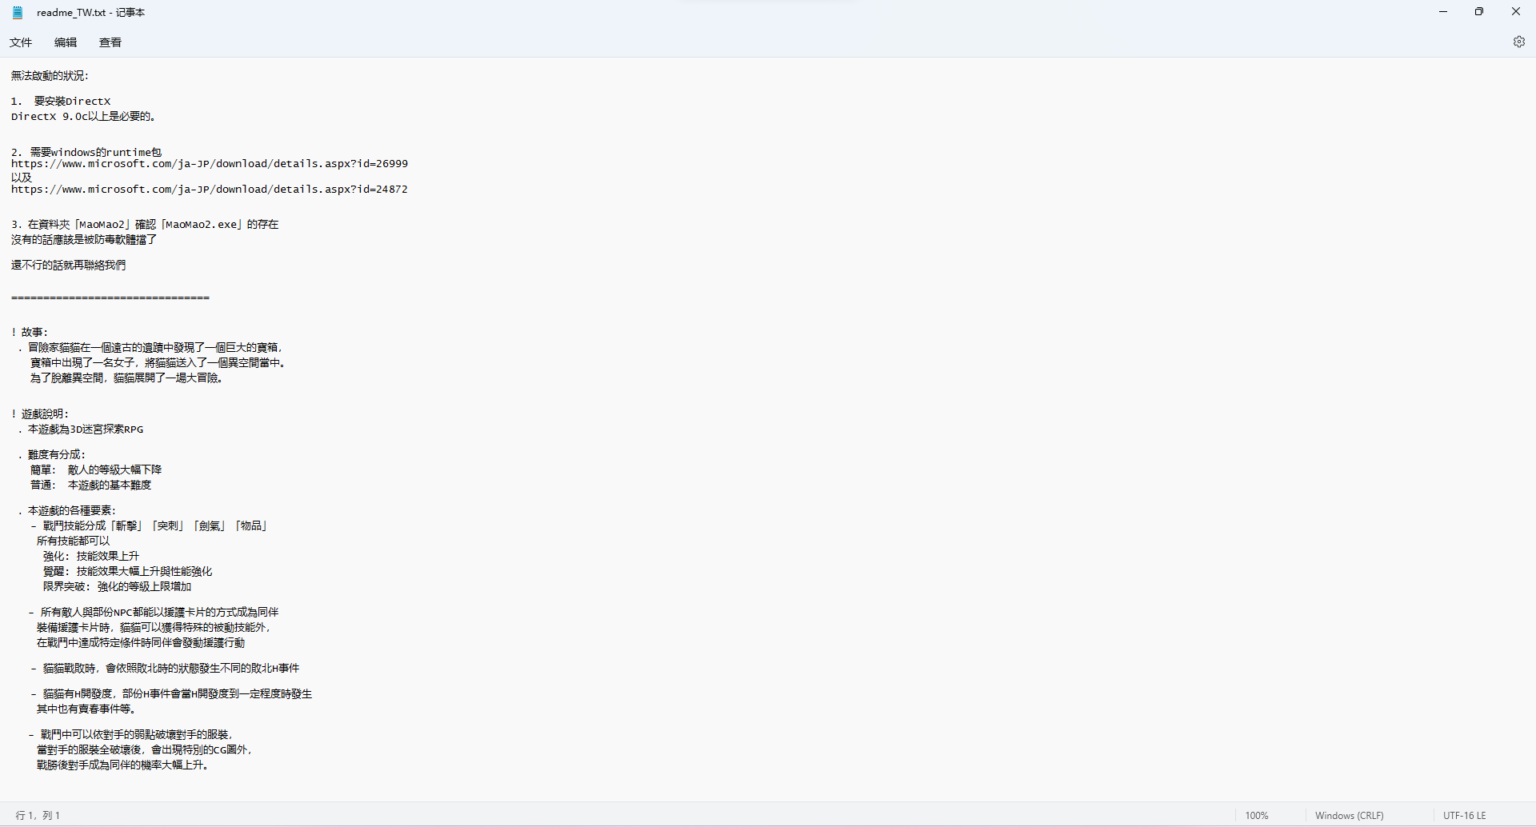 readme_TW.txt - 记事本
文件 编辑 查看
無法啟動的狀況:
1. 要安裝DirectX
DirectX 9.0c以上是必要的。
2. 需要windows的runtime包
https://www.microsoft.com/ja-JP/download/details.aspx?id=26999
以及
https://www.microsoft.com/ja-JP/download/details.aspx?id=24872
3. 在資料夾「MaoMao2」確認「MaoMao2.exe」的存在
沒有的話應該是被防毒軟體擋了
還不行的話就再聯絡我們
===============================
! 故事:
. 冒險家貓貓在一個遠古的遺蹟中發現了一個巨大的寶箱,
寶箱中出現了一名女子, 將貓貓送入了一個異空間當中。
為了脫離異空間, 貓貓展開了一場大冒險。
! 遊戲說明:
. 本遊戲為3D迷宮探索RPG
. 難度有分成:
簡單: 敵人的等級大幅下降
普通: 本遊戲的基本難度
. 本遊戲的各種要素:
- 戰鬥技能分成「斬擊」「突刺」「劍氣」「物品」
所有技能都可以
強化: 技能效果上升
覺醒: 技能效果大幅上升與性能強化
限界突破: 強化的等級上限增加
- 所有敵人與部份NPC都能以援護卡片的方式成為同伴
裝備援護卡片時, 貓貓可以獲得特殊的被動技能外,
在戰鬥中達成特定條件時同伴會發動援護行動
- 貓貓戰敗時, 會依照敗北時的狀態發生不同的敗北H事件
- 貓貓有H開發度, 部份H事件會當H開發度到一定程度時發生
其中也有賣春事件等。
- 戰鬥中可以依對手的弱點破壞對手的服裝,
當對手的服裝全破壞後, 會出現特別的CG圖外,
戰勝後對手成為同伴的機率大幅上升。
行 1, 列 1 100% Windows (CRLF) UTF-16 LE